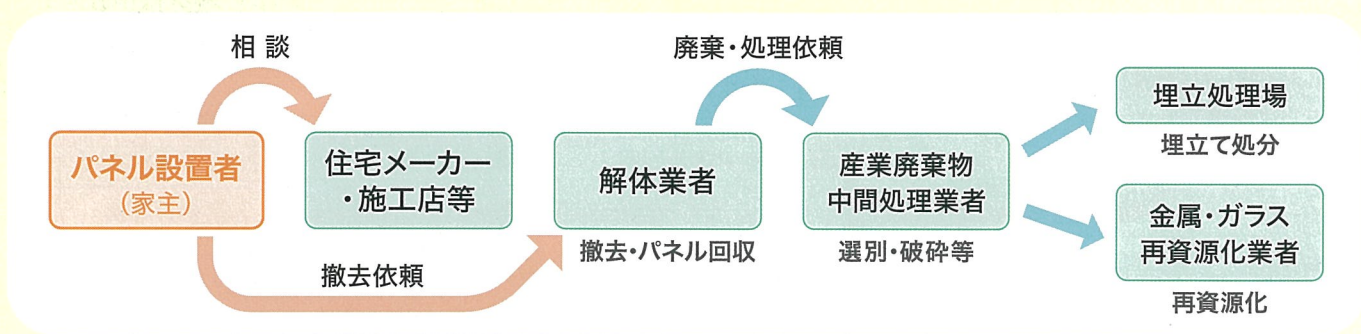 相談
廃棄・処理依頼
パネル設置者
(家主)
住宅メーカー
・施工店等
解体業者
撤去・パネル回収
産業廃棄物
中間処理業者
選別・破砕等
埋立処理場
埋立て処分
金属・ガラス
再資源化業者
再資源化
撤去依頼